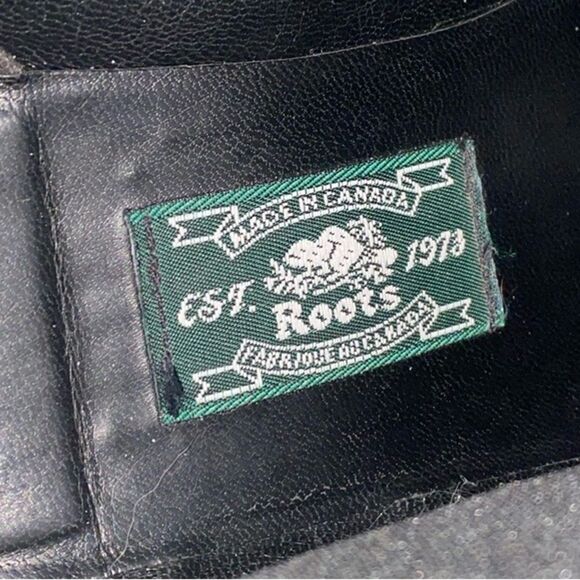 MADE IN CANADA
EST. 1973
Roots
FABRIQUE AU CANADA